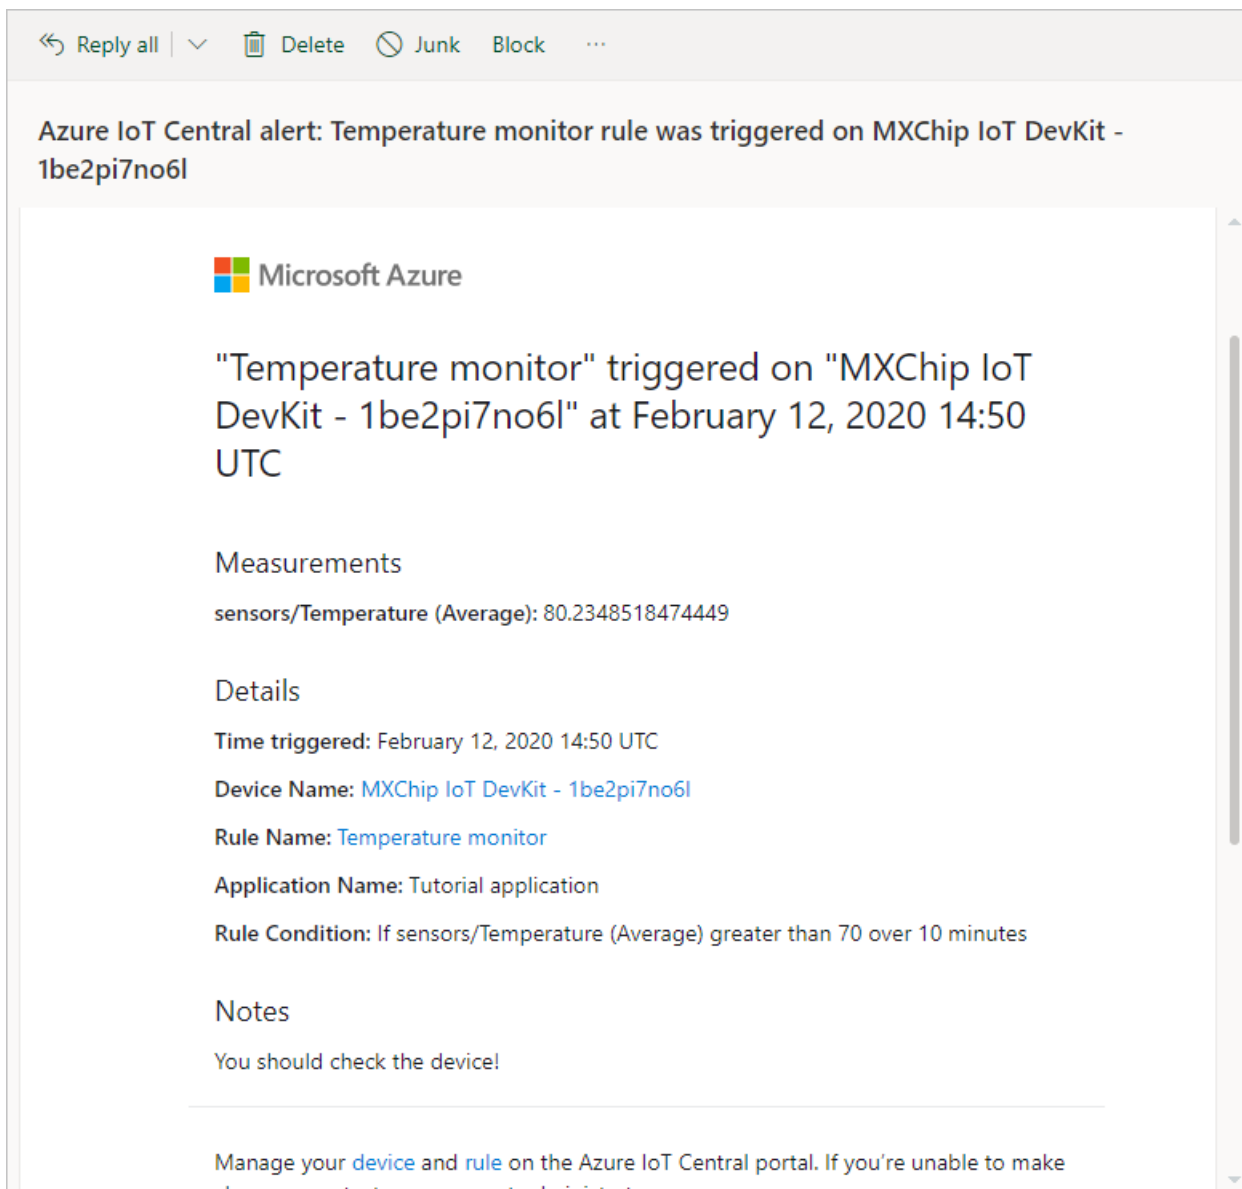 Reply all Delete Junk Block ...
Azure IoT Central alert: Temperature monitor rule was triggered on MXChip IoT DevKit -
1be2pi7no6l
Microsoft Azure
"Temperature monitor" triggered on "MXChip IoT
DevKit - 1be2pi7no6l" at February 12, 2020 14:50
UTC
Measurements
sensors/Temperature (Average): 80.2348518474449
Details
Time triggered: February 12, 2020 14:50 UTC
Device Name: MXChip IoT DevKit - 1be2pi7no6l
Rule Name: Temperature monitor
Application Name: Tutorial application
Rule Condition: If sensors/Temperature (Average) greater than 70 over 10 minutes
Notes
You should check the device!
Manage your device and rule on the Azure IoT Central portal. If you're unable to make